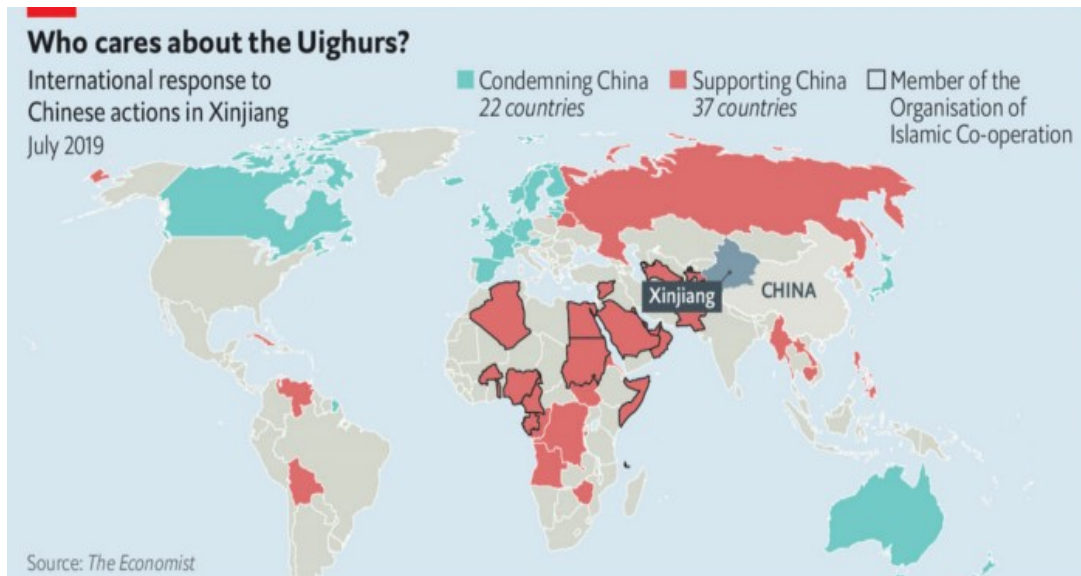 Who cares about the Uighurs?
International response to
Chinese actions in Xinjiang
July 2019
Condemning China
22 countries
Supporting China
37 countries
Member of the
Organisation of
Islamic Co-operation
Xinjiang
CHINA
Source: The Economist